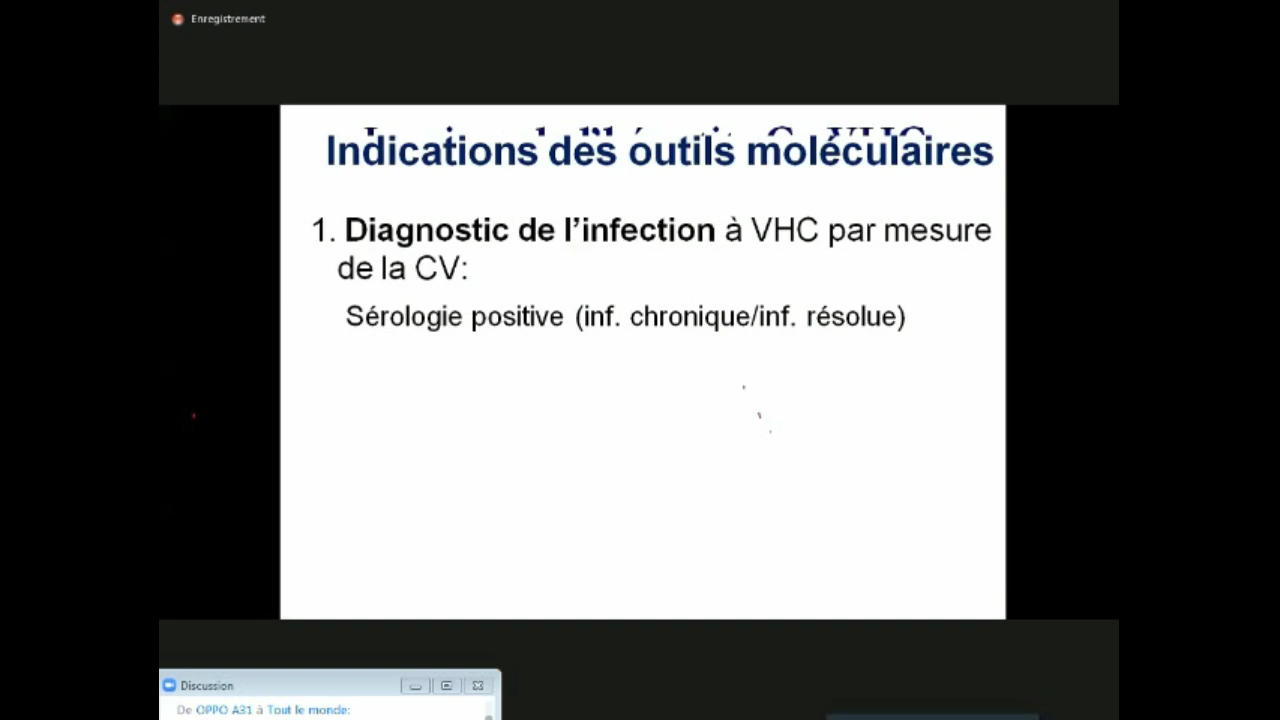 Enregistrement
Indications des outils moléculaires
1. Diagnostic de l’infection à VHC par mesure
de la CV:
Sérologie positive (inf. chronique/inf. résolue)
Discussion
De OPPO A31 à Tout le monde: